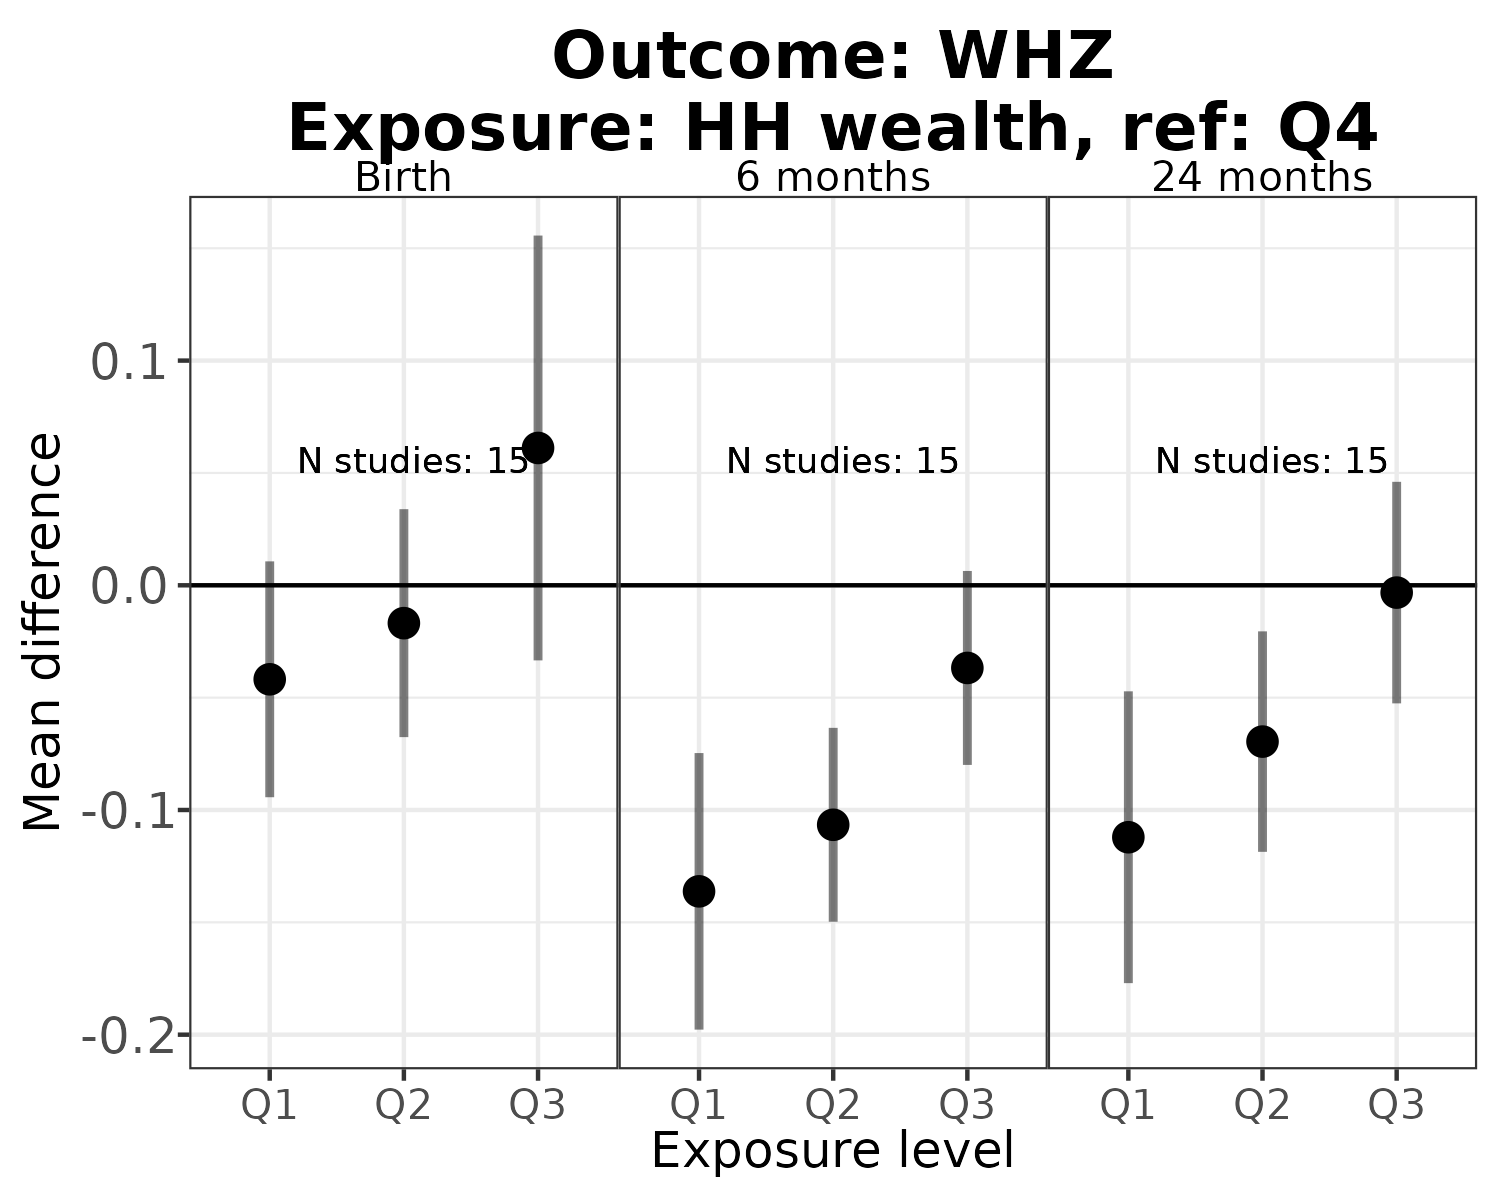 Outcome: WHZ
Exposure: HH wealth, ref: Q4
Birth 6 months 24 months
0.1
N studies: 15 N studies: 15 N studies: 15
0.0
-0.1
-0.2
Mean difference
Q1 Q2 Q3 Q1 Q2 Q3 Q1 Q2 Q3
Exposure level